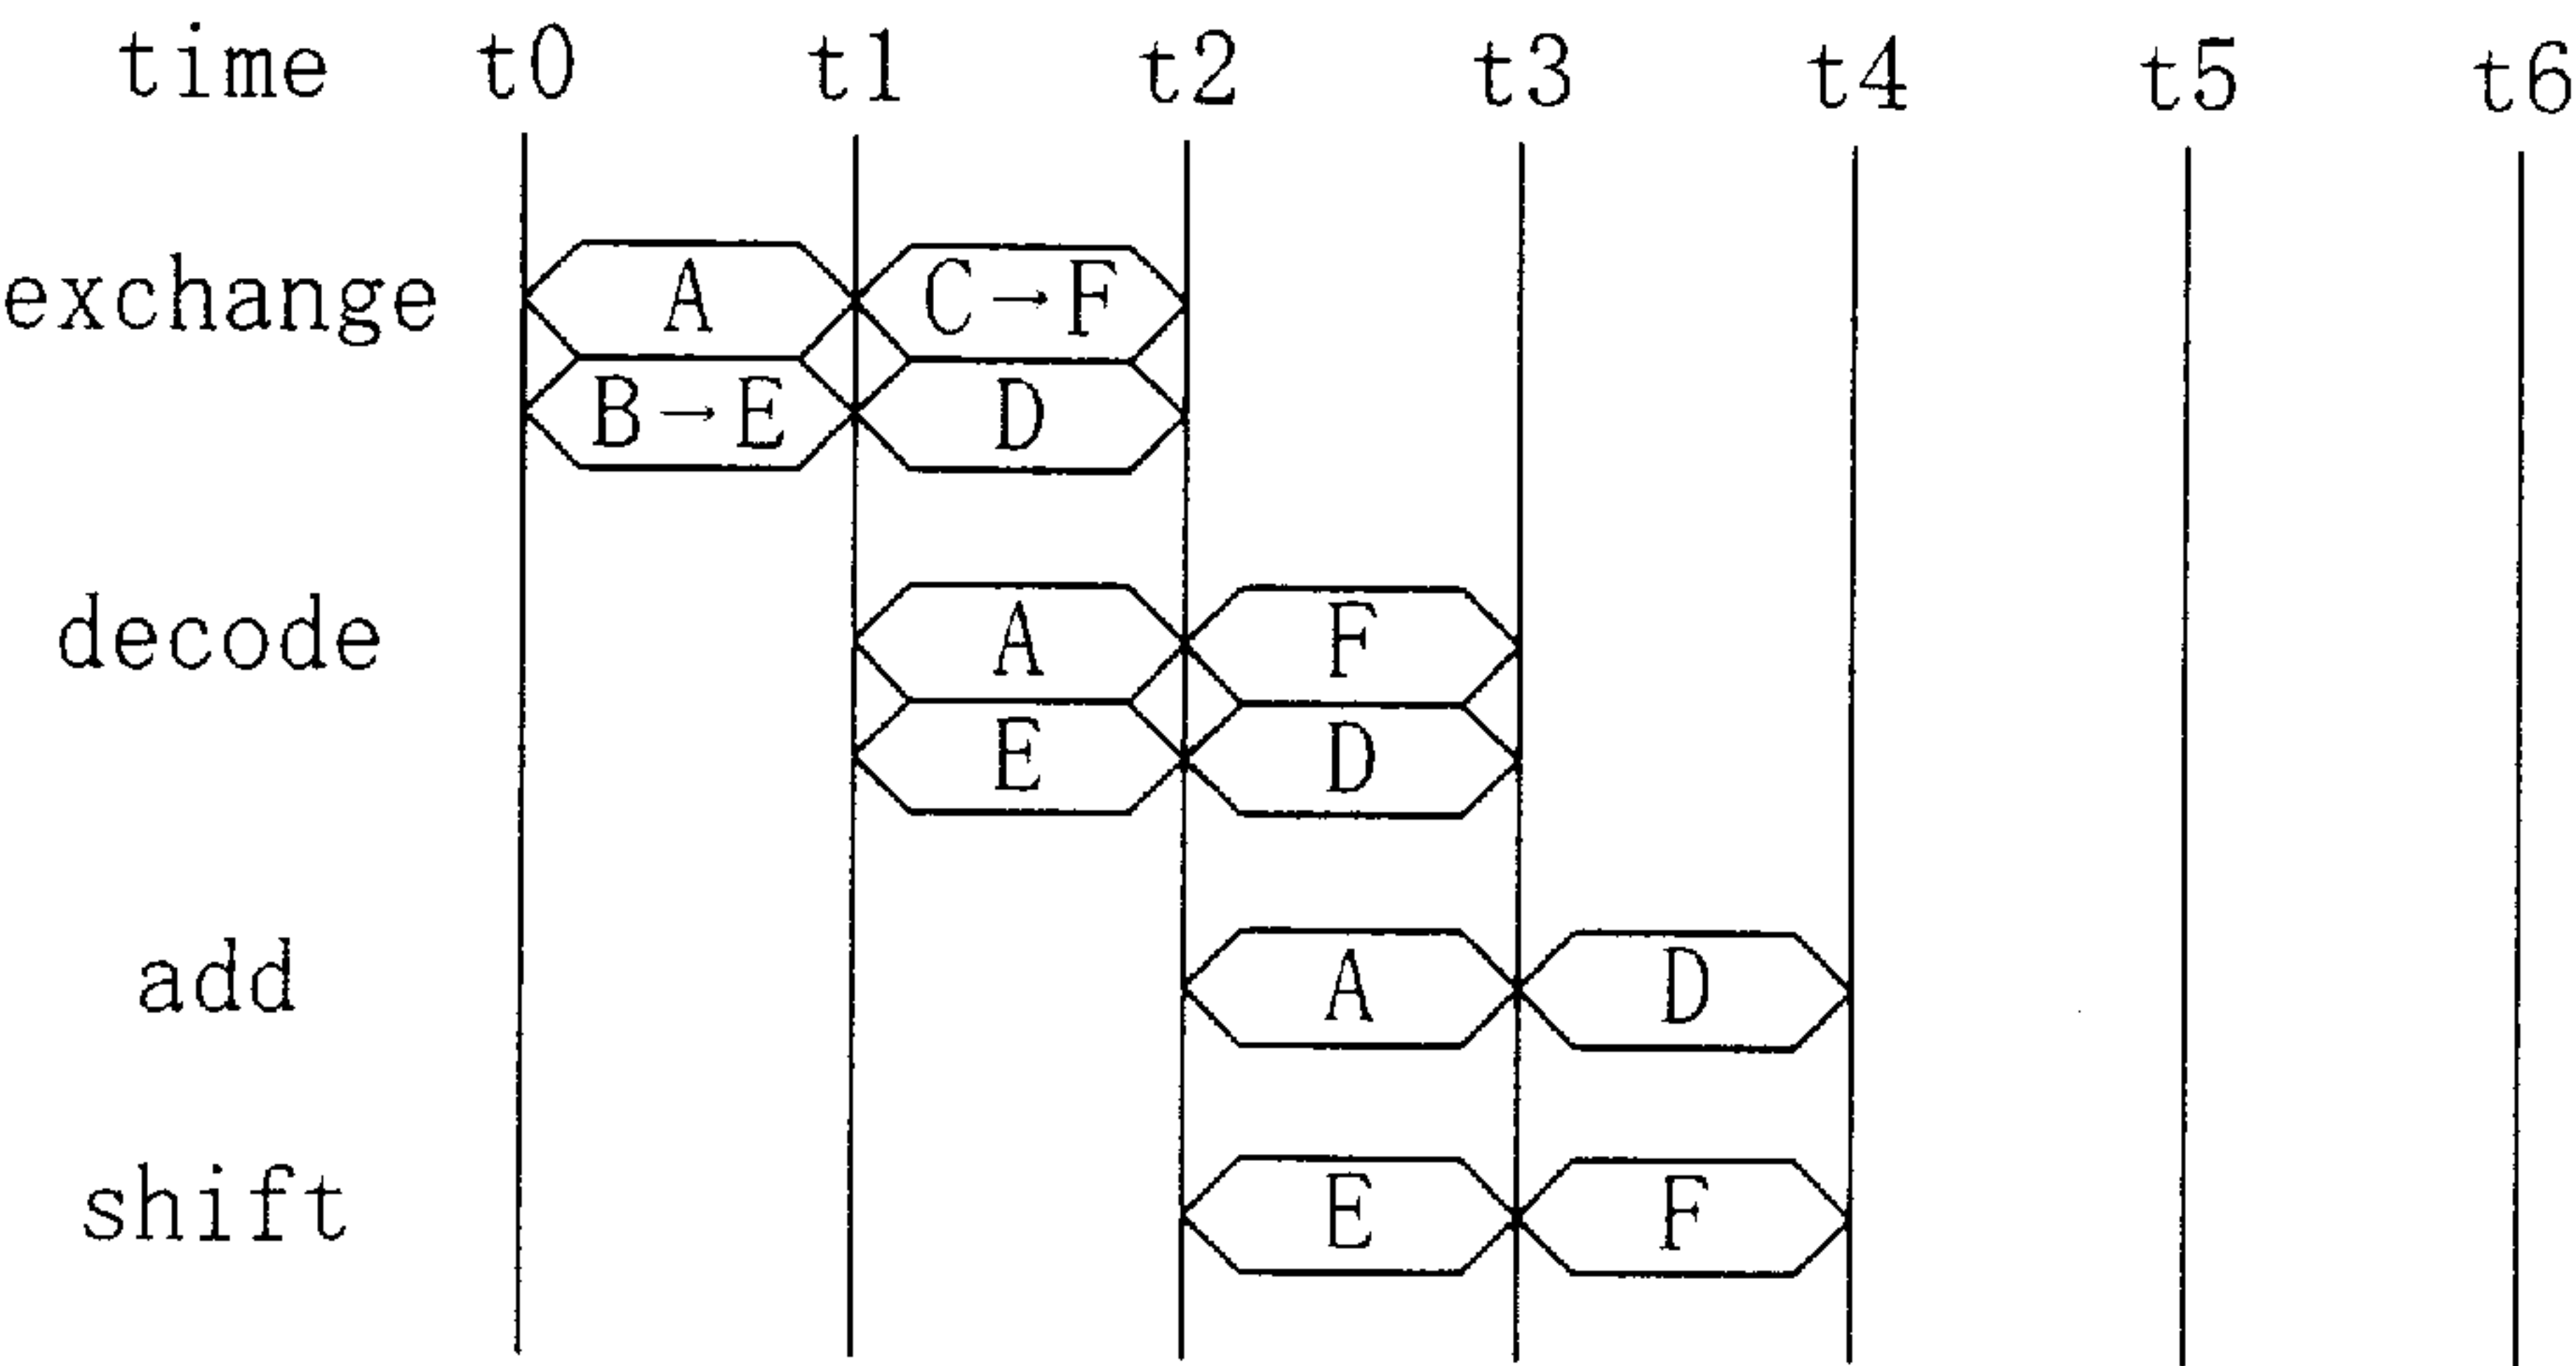 time t0 t1 t2 t3 t4 t5 t6
exchange A C→F
B→E D
decode A F
E D
add A D
shift E F